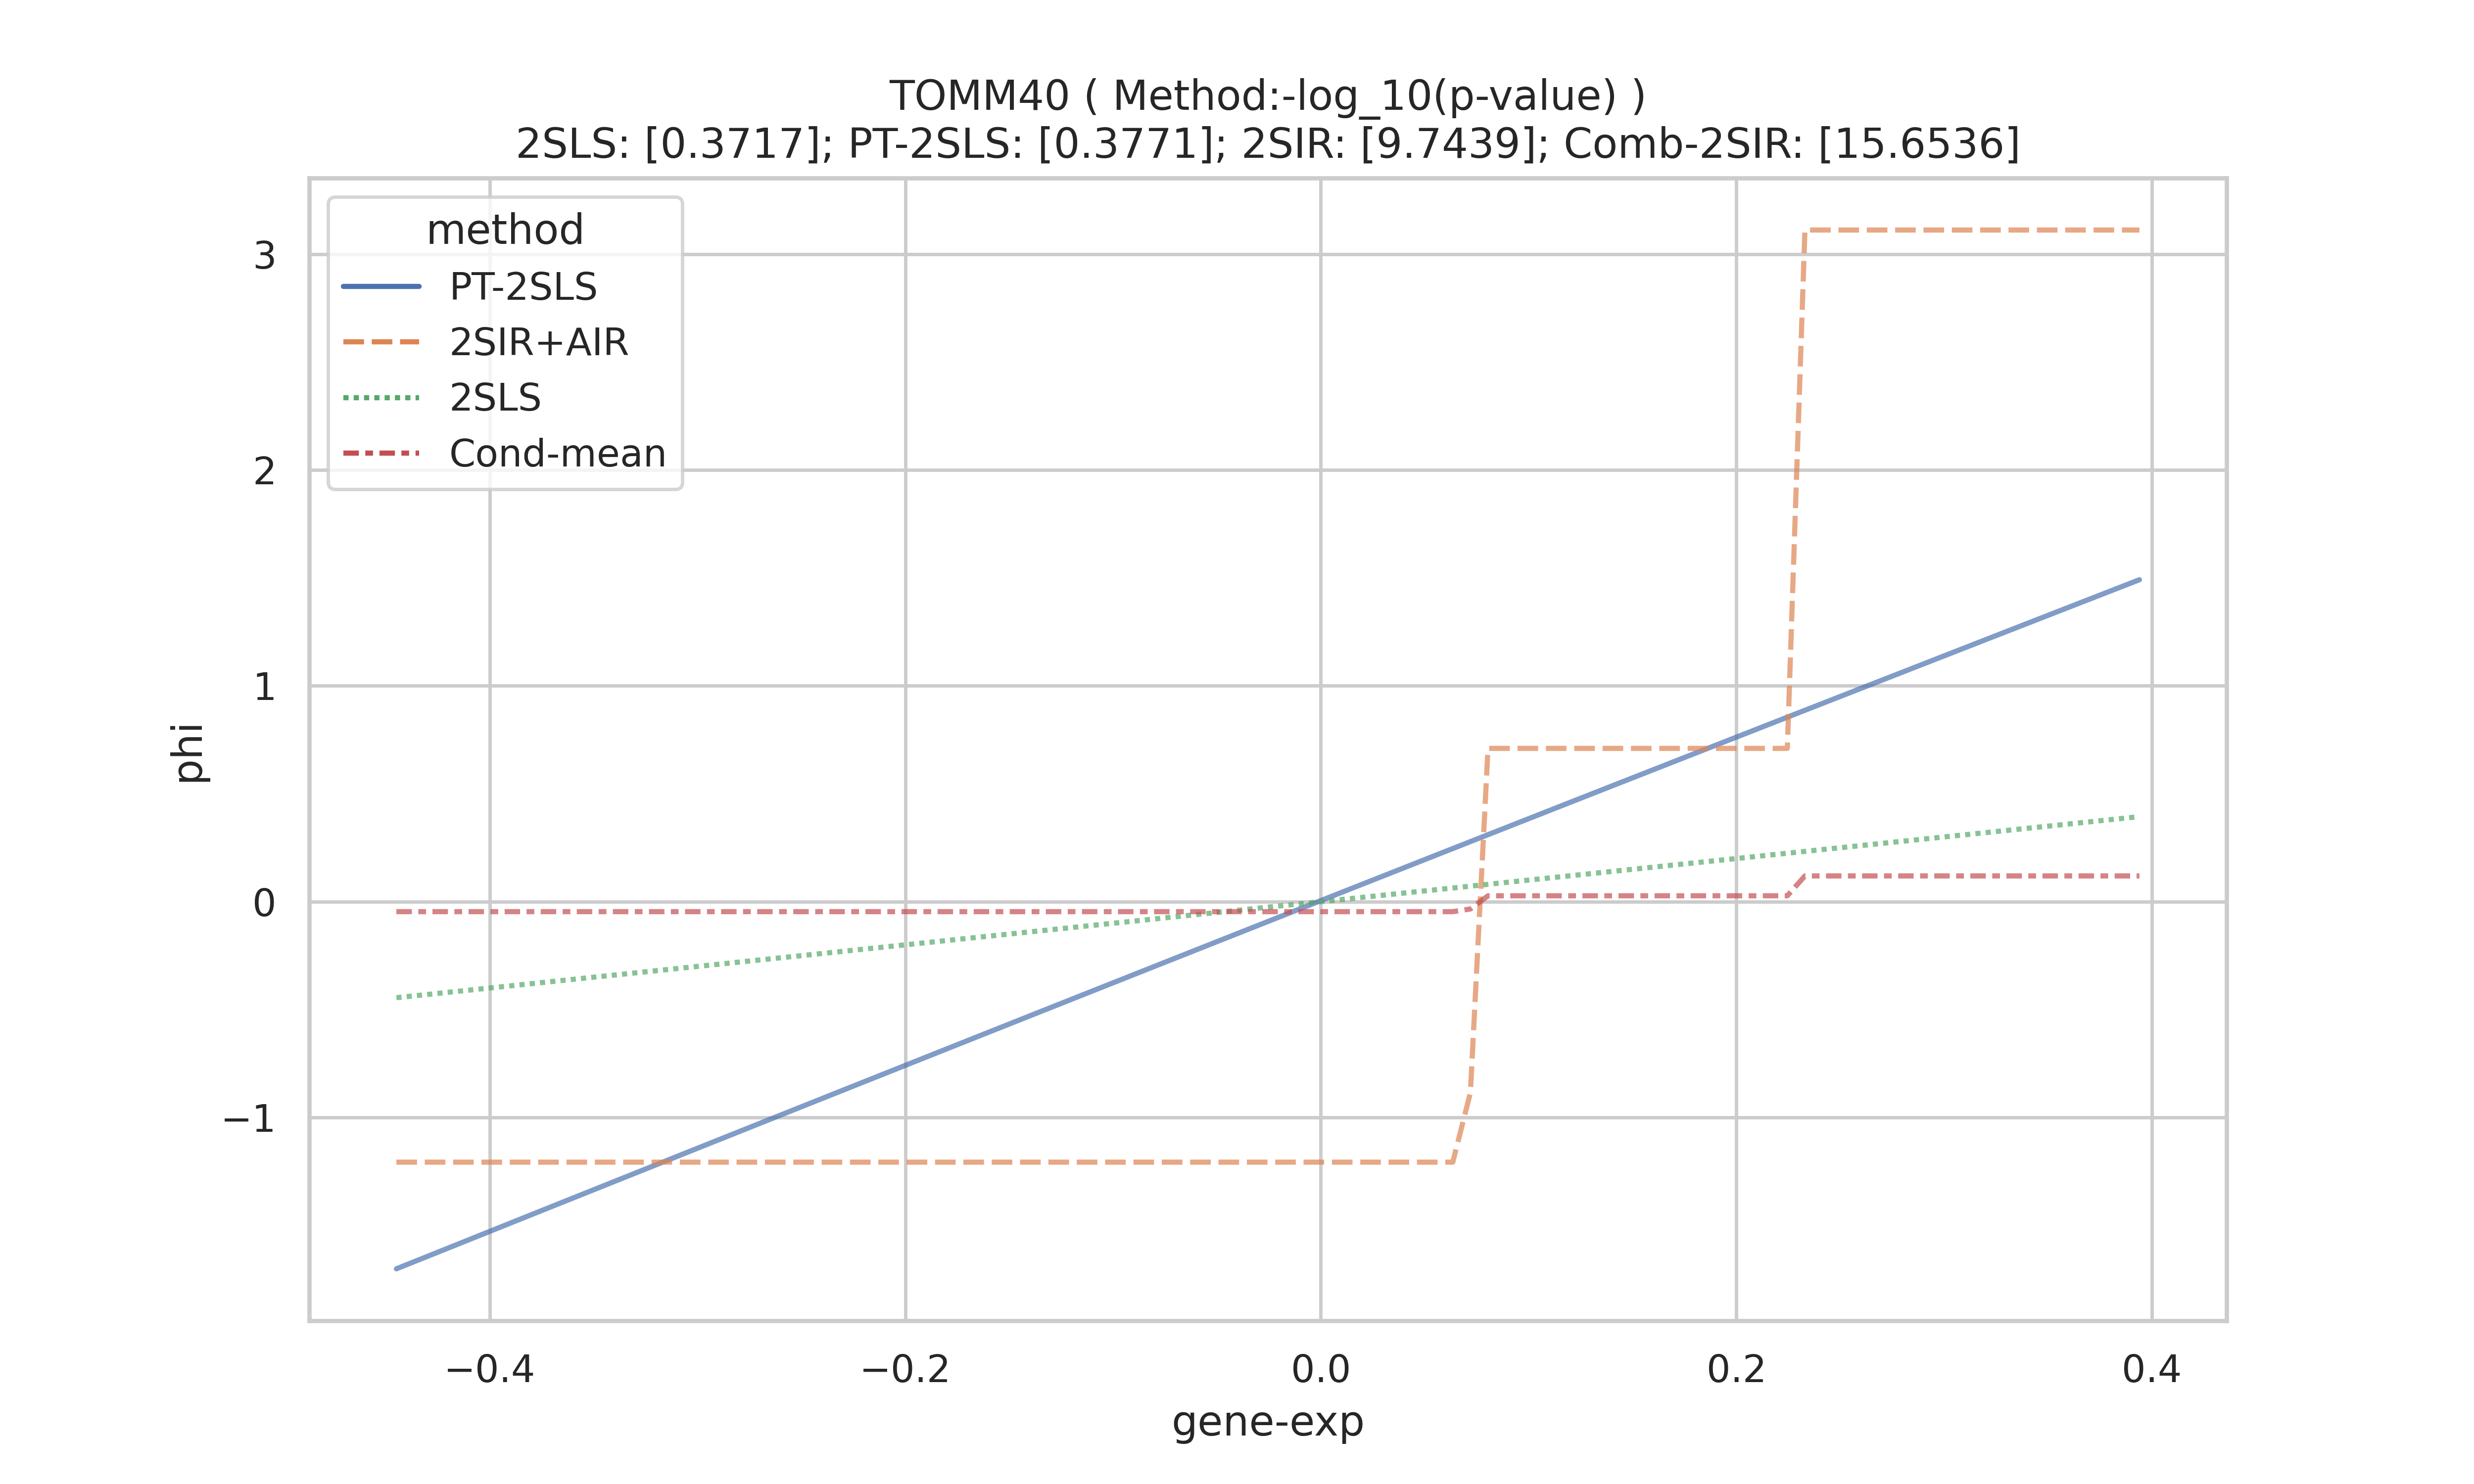 TOMM40 ( Method:-log_10(p-value) )
2SLS: [0.3717]; PT-2SLS: [0.3771]; 2SIR: [9.7439]; Comb-2SIR: [15.6536]
method
PT-2SLS
2SIR+AIR
2SLS
Cond-mean
3
2
1
0
−1
phi
−0.4
−0.2
0.0
0.2
0.4
gene-exp